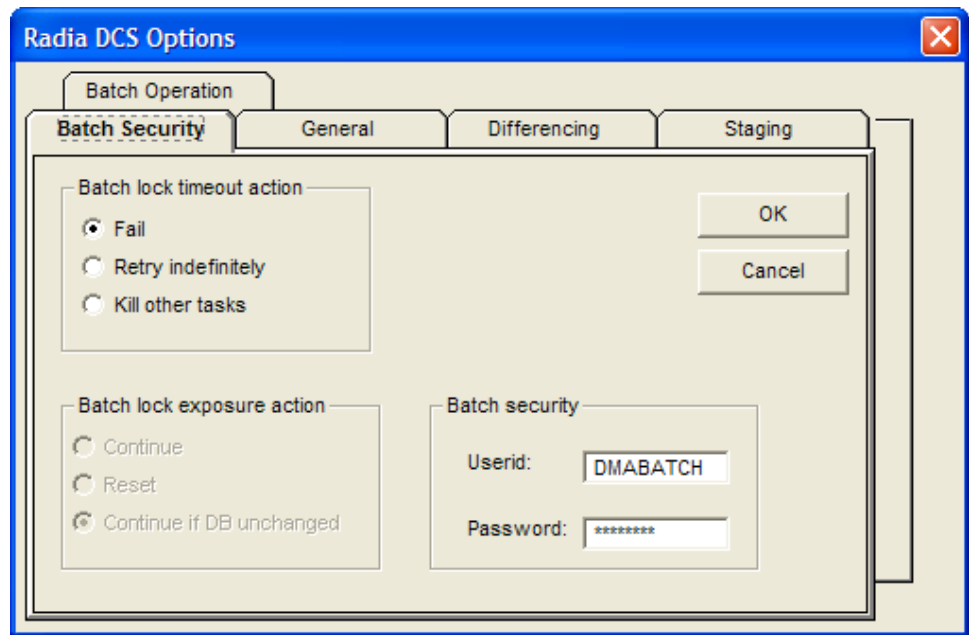 Radia DCS Options
Batch Operation
Batch Security General Differencing Staging
Batch lock timeout action
Fail
Retry indefinitely
Kill other tasks
OK
Cancel
Batch lock exposure action
Continue
Reset
Continue if DB unchanged
Batch security
Userid: DMABATCH
Password: ********